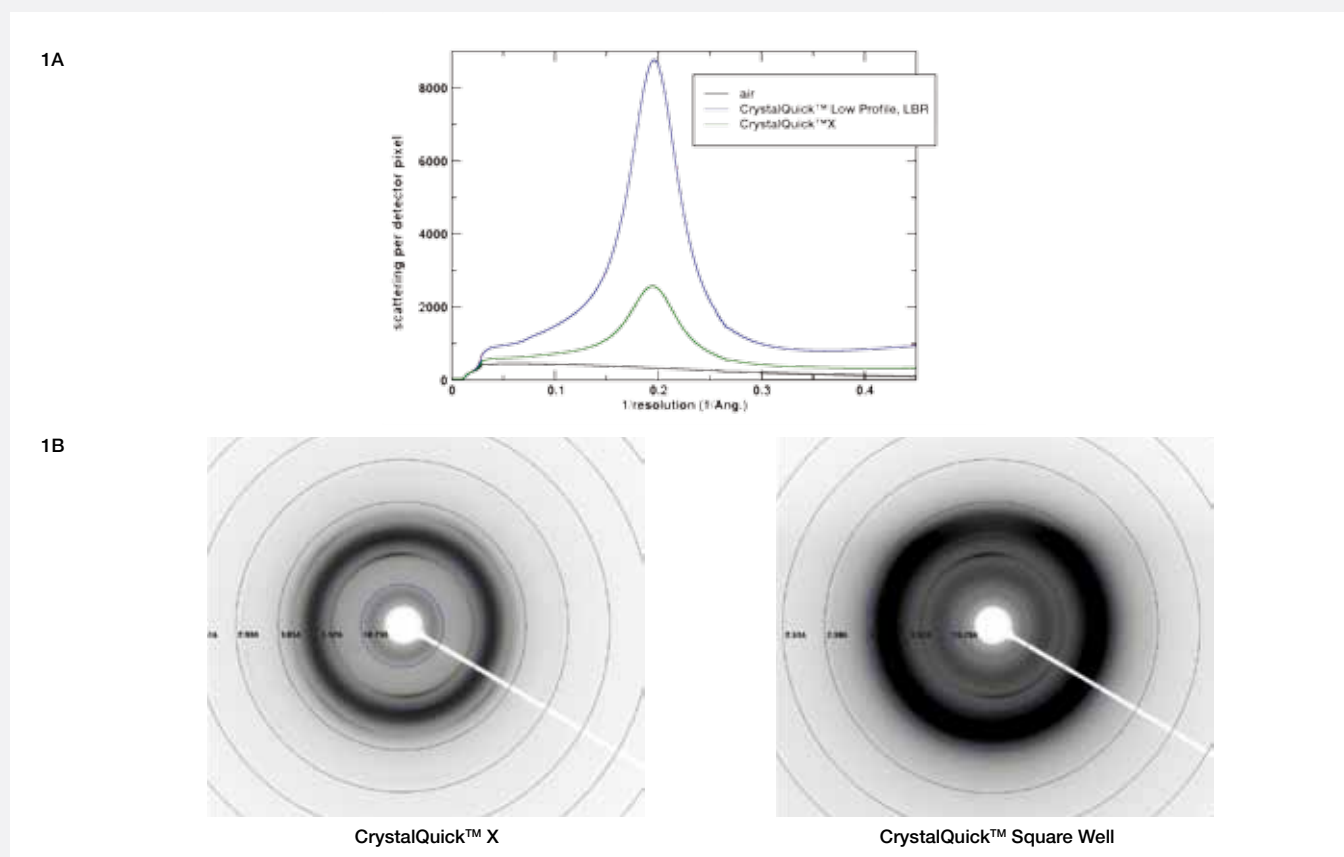 1A
8000
6000
4000
2000
0
scattering per detector pixel
air
CrystalQuick™ Low Profile, LBR
CrystalQuick™X
0 0.1 0.2 0.3 0.4
1/resolution (1/Ang.)
1B
CrystalQuick™ X
CrystalQuick™ Square Well